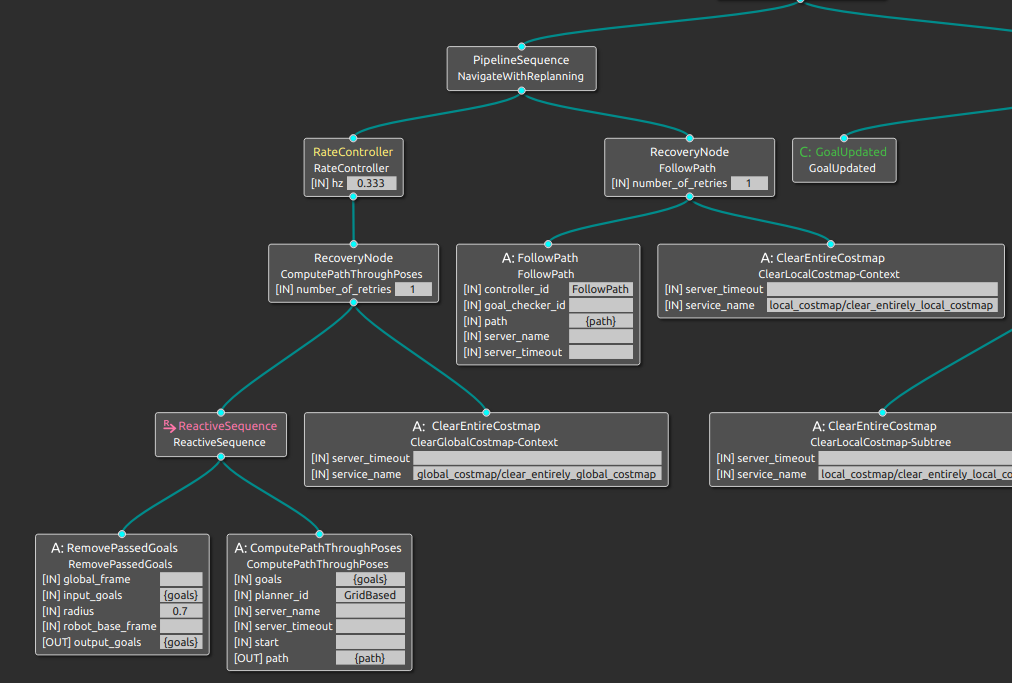 PipelineSequence
NavigateWithReplanning
RateController
RateController
[IN] hz 0.333
RecoveryNode
FollowPath
[IN] number_of_retries 1
C: GoalUpdated
GoalUpdated
RecoveryNode
ComputePathThroughPoses
[IN] number_of_retries 1
A: FollowPath
FollowPath
[IN] controller_id FollowPath
[IN] goal_checker_id
[IN] path {path}
[IN] server_name
[IN] server_timeout
A: ClearEntireCostmap
ClearLocalCostmap-Context
[IN] server_timeout
[IN] service_name local_costmap/clear_entirely_local_costmap
R ReactiveSequence
ReactiveSequence
A: ClearEntireCostmap
ClearGlobalCostmap-Context
[IN] server_timeout
[IN] service_name global_costmap/clear_entirely_global_costmap
A: ClearEntireCostmap
ClearLocalCostmap-Subtree
[IN] server_timeout
[IN] service_name local_costmap/clear_entirely_local_co
A: RemovePassedGoals
RemovePassedGoals
[IN] global_frame
[IN] input_goals {goals}
[IN] radius 0.7
[IN] robot_base_frame
[OUT] output_goals {goals}
A: ComputePathThroughPoses
ComputePathThroughPoses
[IN] goals {goals}
[IN] planner_id GridBased
[IN] server_name
[IN] server_timeout
[IN] start
[OUT] path {path}